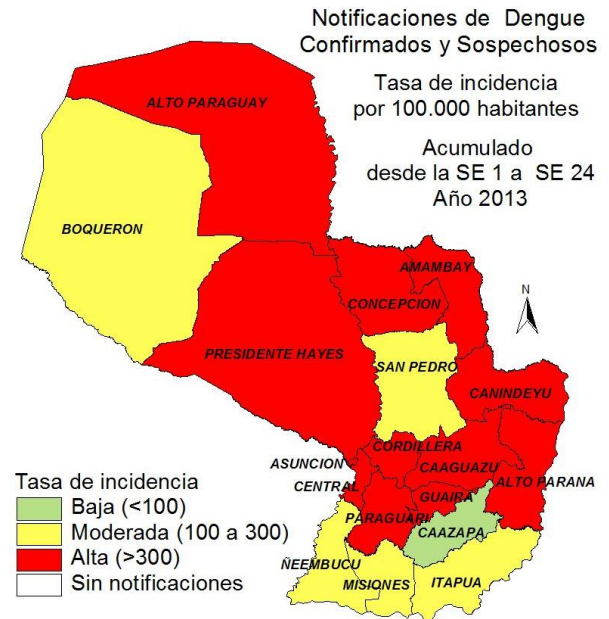 Notificaciones de Dengue
Confirmados y Sospechosos
Tasa de incidencia
por 100.000 habitantes
Acumulado
desde la SE 1 a SE 24
Año 2013
ALTO PARAGUAY
BOQUERON
AMAMBAY
CONCEPCION
N
PRESIDENTE HAYES
SAN PEDRO
CANINDEYU
CORDILLERA
ASUNCION
CAAGUAZU
CENTRAL
ALTO PARANA
GUAIRA
PARAGUARI
CAAZAPA
ÑEEMBUCU
MISIONES
ITAPUA
Tasa de incidencia
Baja (<100)
Moderada (100 a 300)
Alta (>300)
Sin notificaciones